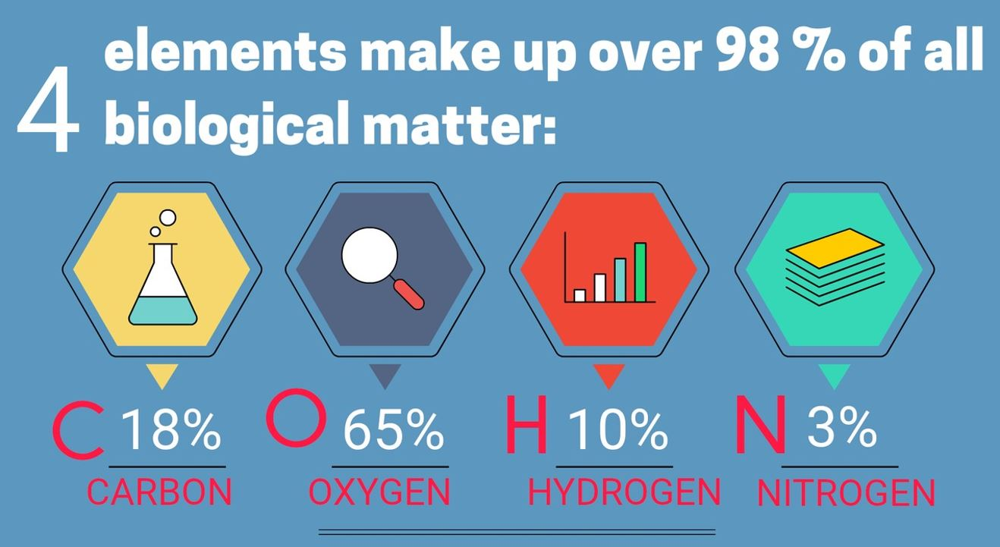 4
elements make up over 98 % of all
biological matter:
C 18% O 65% H 10% N 3%
CARBON OXYGEN HYDROGEN NITROGEN